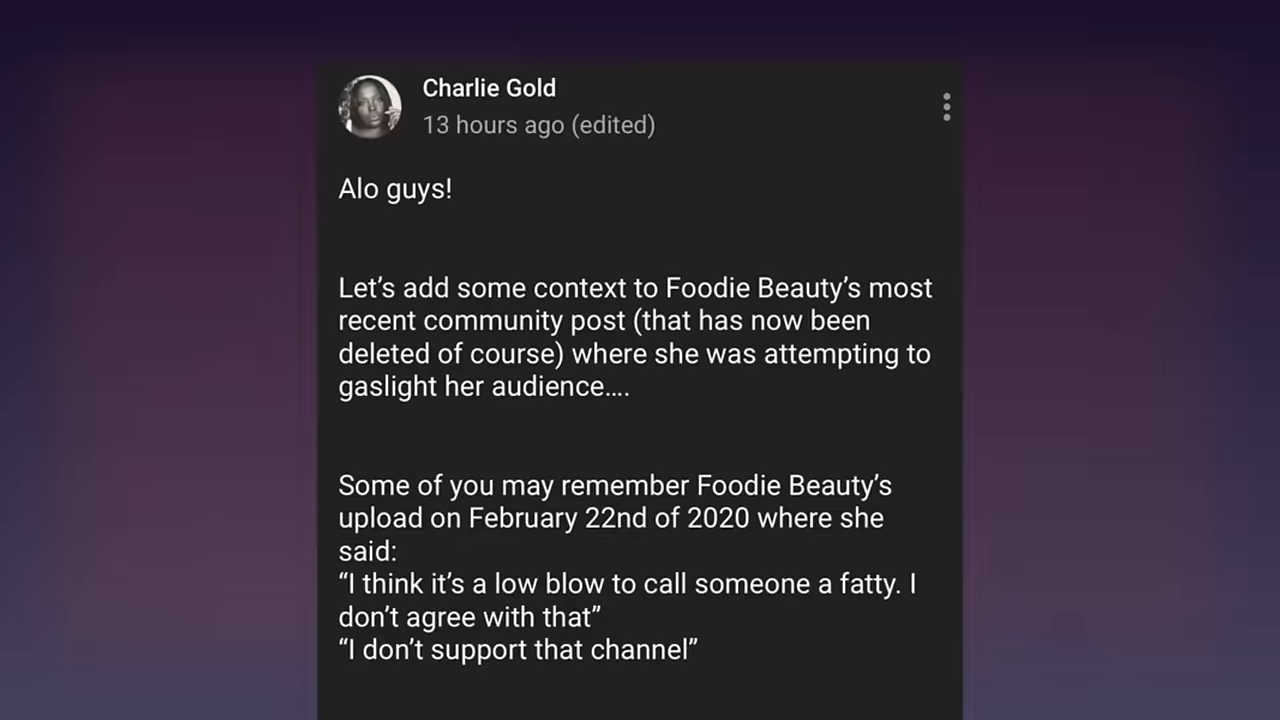 Charlie Gold
13 hours ago (edited)
Alo guys!
Let’s add some context to Foodie Beauty’s most
recent community post (that has now been
deleted of course) where she was attempting to
gaslight her audience....
Some of you may remember Foodie Beauty’s
upload on February 22nd of 2020 where she
said:
“I think it’s a low blow to call someone a fatty. I
don’t agree with that”
“I don’t support that channel”